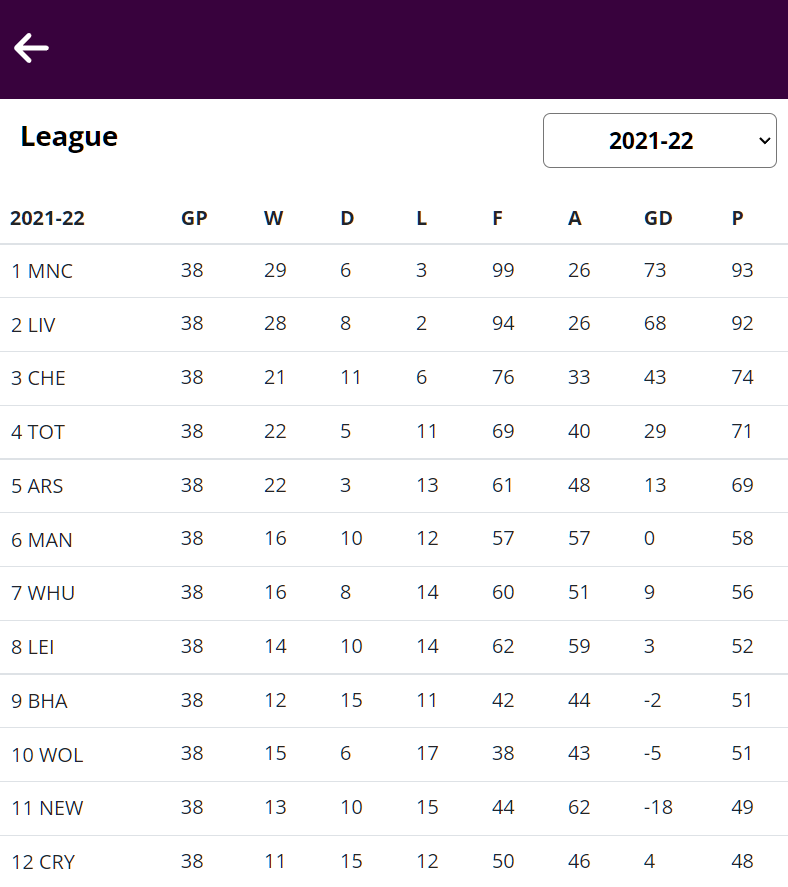 League
2021-22
2021-22 GP W D L F A GD P
1 MNC 38 29 6 3 99 26 73 93
2 LIV 38 28 8 2 94 26 68 92
3 CHE 38 21 11 6 76 33 43 74
4 TOT 38 22 5 11 69 40 29 71
5 ARS 38 22 3 13 61 48 13 69
6 MAN 38 16 10 12 57 57 0 58
7 WHU 38 16 8 14 60 51 9 56
8 LEI 38 14 10 14 62 59 3 52
9 BHA 38 12 15 11 42 44 -2 51
10 WOL 38 15 6 17 38 43 -5 51
11 NEW 38 13 10 15 44 62 -18 49
12 CRY 38 11 15 12 50 46 4 48